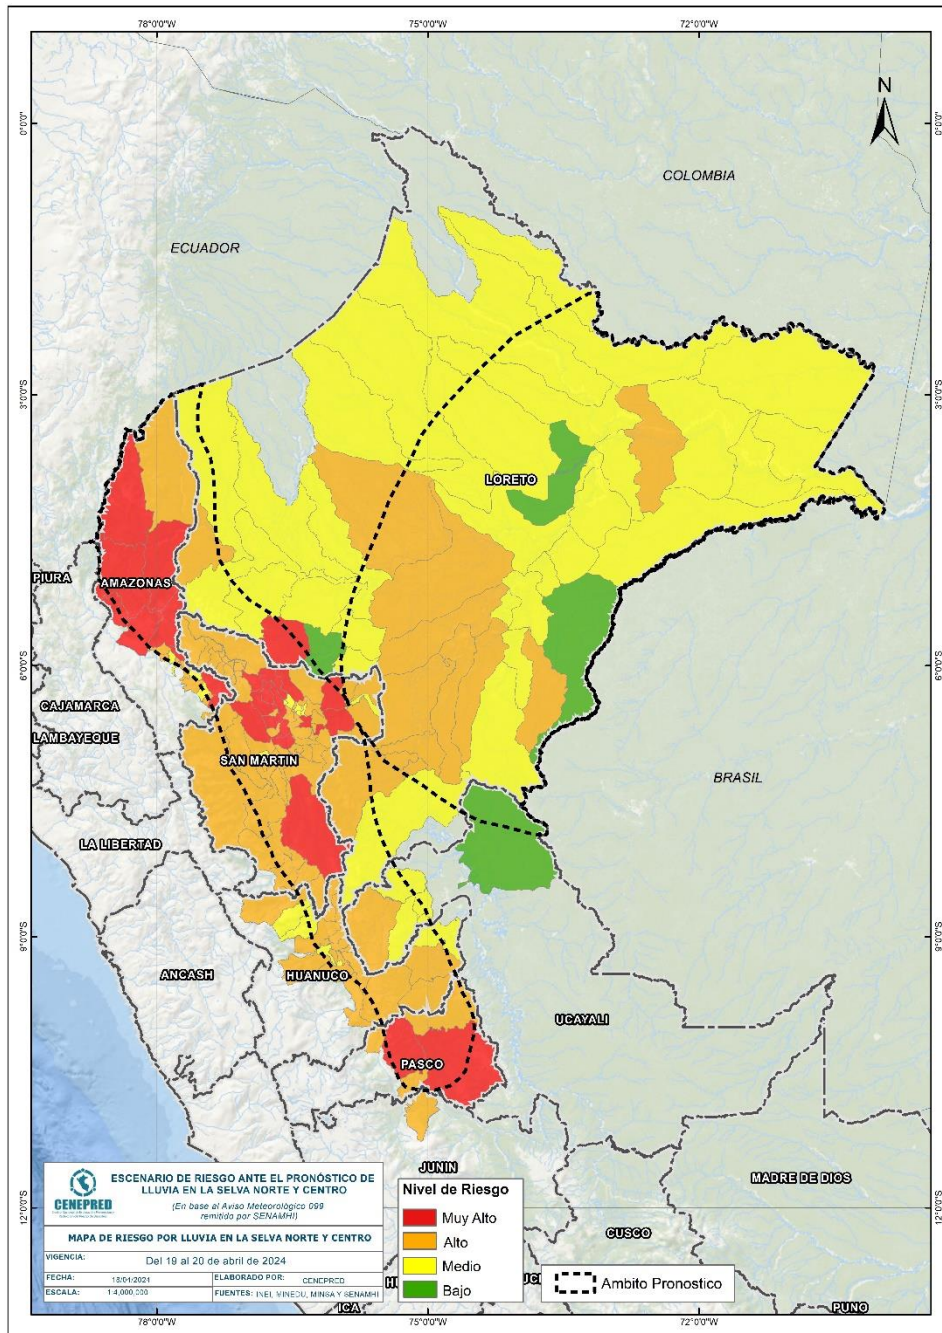 78°0'0"W
75°0'0"W
72°0'0"W
0°0'0"
0°0'0"
N
COLOMBIA
ECUADOR
3°0'0"S
3°0'0"S
LORETO
PIURA
AMAZONAS
6°0'0"S
6°0'0"S
CAJAMARCA
LAMBAYEQUE
SAN MARTIN
BRASIL
LA LIBERTAD
9°0'0"S
9°0'0"S
ANCASH
HUANUCO
UCAYALI
PASCO
JUNIN
MADRE DE DIOS
12°0'0"S
12°0'0"S
CUSCO
ICA
PUNO
CENEPRED
ESCENARIO DE RIESGO ANTE EL PRONÓSTICO DE
LLUVIA EN LA SELVA NORTE Y CENTRO
(En base al Aviso Meteorológico 099
remitido por SENAMHI)
MAPA DE RIESGO POR LLUVIA EN LA SELVA NORTE Y CENTRO
VIGENCIA:
Del 19 al 20 de abril de 2024
FECHA:
ELABORADO POR:
CENEPRED
ESCALA:
1:4,000,000
FUENTES: INEI, MINEDU, MINSA Y SENAMHI
Nivel de Riesgo
Muy Alto
Alto
Medio
Bajo
Ambito Pronostico
78°0'0"W
75°0'0"W
72°0'0"W